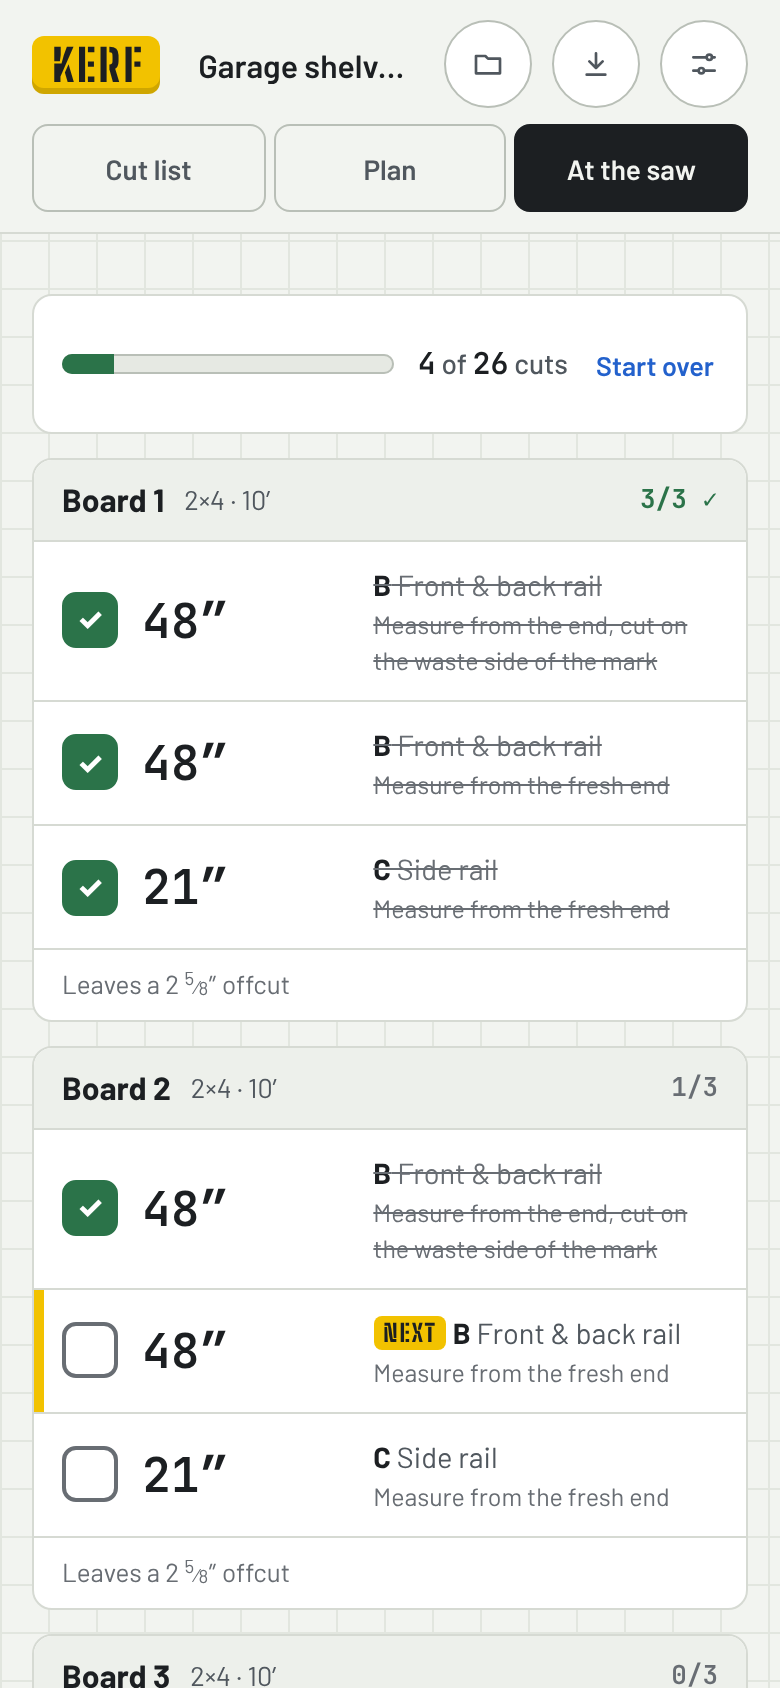 KERF
Garage shelv...
Cut list
Plan
At the saw
4 of 26 cuts
Start over
Board 1 2×4 · 10′
3/3 ✓
48″
B Front & back rail
Measure from the end, cut on
the waste side of the mark
48″
B Front & back rail
Measure from the fresh end
21″
C Side rail
Measure from the fresh end
Leaves a 2 5⁄8″ offcut
Board 2 2×4 · 10′
1/3
48″
B Front & back rail
Measure from the end, cut on
the waste side of the mark
48″
NEXT B Front & back rail
Measure from the fresh end
21″
C Side rail
Measure from the fresh end
Leaves a 2 5⁄8″ offcut
Board 3 2×4 · 10′
0/3